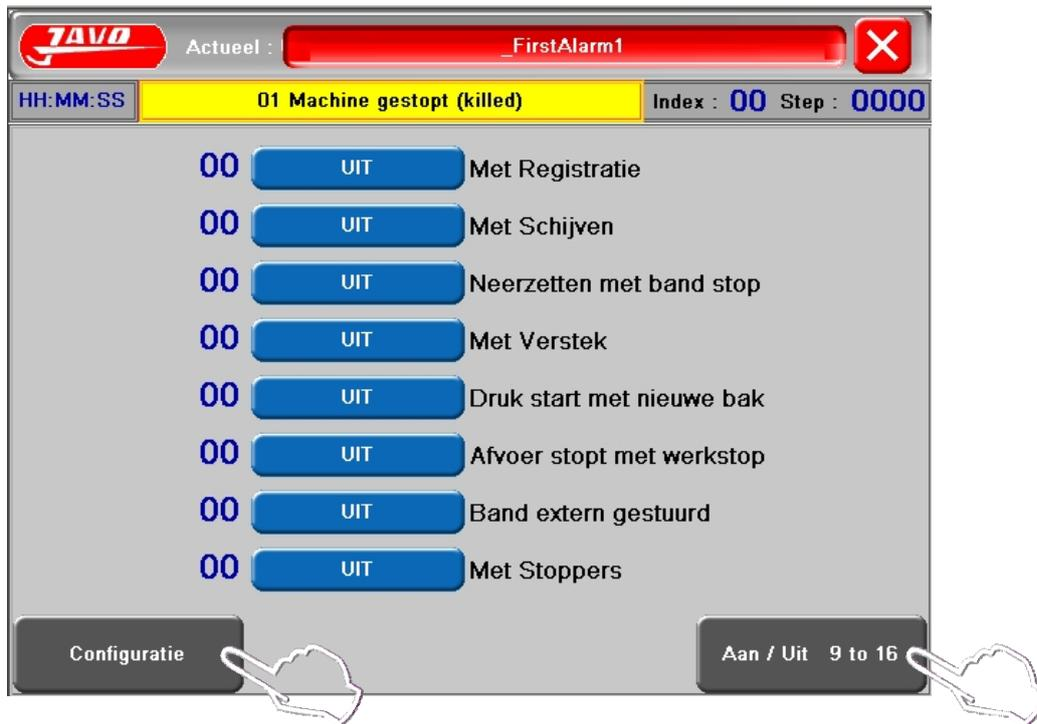 JAVO Actueel : _FirstAlarm1 X
HH:MM:SS 01 Machine gestopt (killed) Index : 00 Step : 0000
00 UIT Met Registratie
00 UIT Met Schijven
00 UIT Neerzetten met band stop
00 UIT Met Verstek
00 UIT Druk start met nieuwe bak
00 UIT Afvoer stopt met werkstop
00 UIT Band extern gestuurd
00 UIT Met Stoppers
Configuratie Aan / Uit 9 to 16